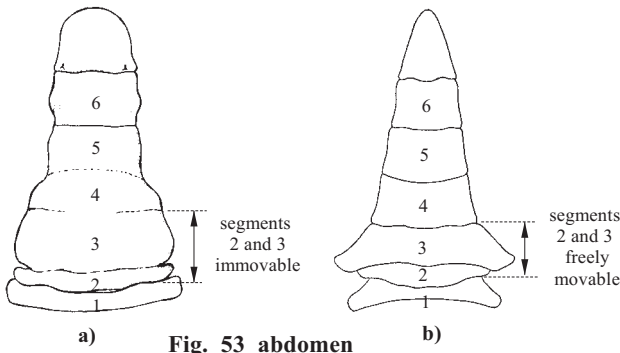 6
5
4
3
2
1
segments
2 and 3
immovable
a)
6
5
4
3
2
1
segments
2 and 3
freely
movable
b)
Fig. 53 abdomen